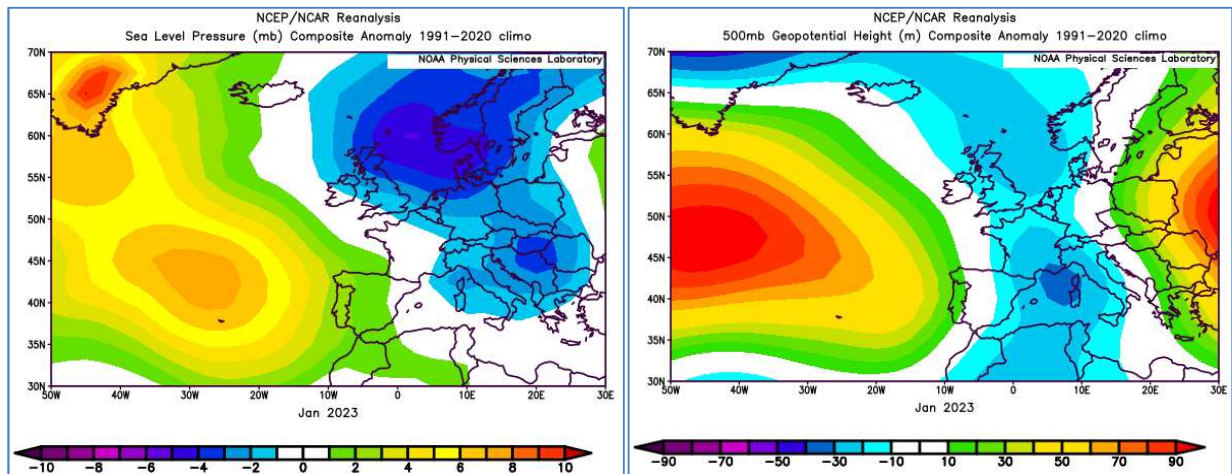 NCEP/NCAR Reanalysis
Sea Level Pressure (mb) Composite Anomaly 1991-2020 climo
NOAA Physical Sciences Laboratory
70N
65N
60N
55N
50N
45N
40N
35N
30N
50W 40W 30W 20W 10W 0 10E 20E 30E
Jan 2023
-10 -8 -6 -4 -2 0 2 4 6 8 10
NCEP/NCAR Reanalysis
500mb Geopotential Height (m) Composite Anomaly 1991-2020 climo
NOAA Physical Sciences Laboratory
70N
65N
60N
55N
50N
45N
40N
35N
30N
50W 40W 30W 20W 10W 0 10E 20E 30E
Jan 2023
-90 -70 -50 -30 -10 10 30 50 70 90